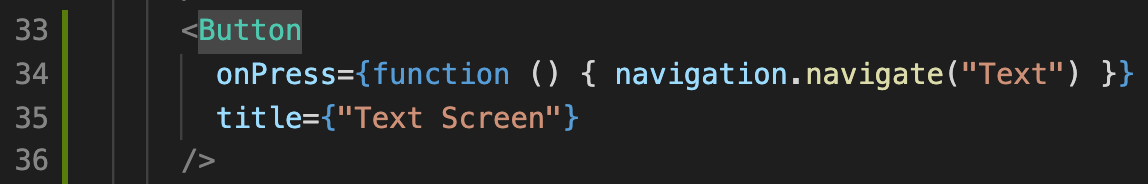 33 <Button
34 onPress={function () { navigation.navigate("Text") }}
35 title={"Text Screen"}
36 />